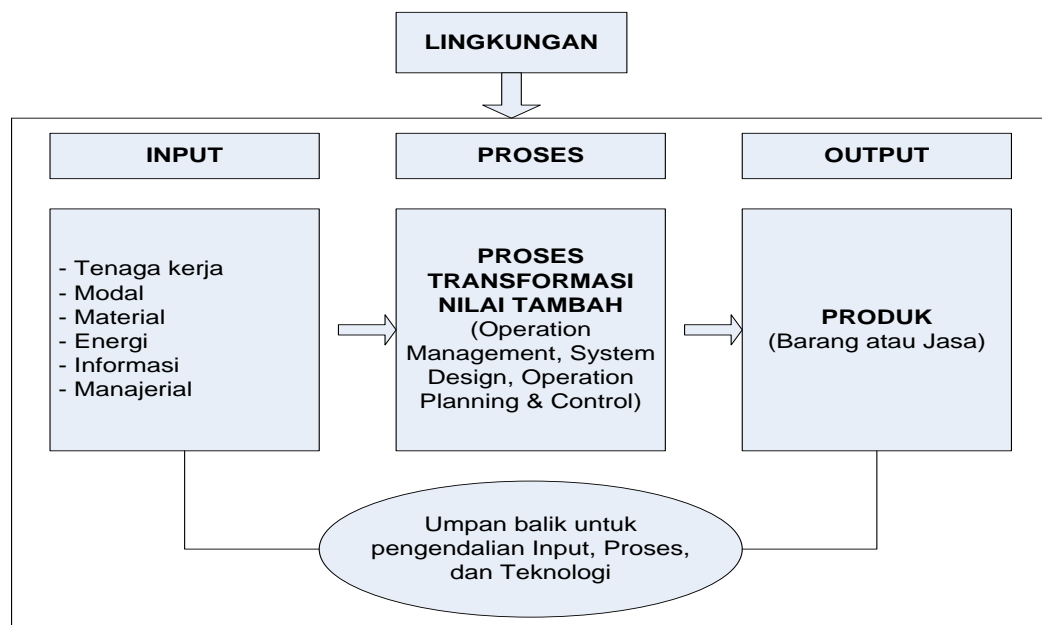 LINGKUNGAN
INPUT
PROSES
OUTPUT
- Tenaga kerja
- Modal
- Material
- Energi
- Informasi
- Manajerial
PROSES
TRANSFORMASI
NILAI TAMBAH
(Operation
Management, System
Design, Operation
Planning & Control)
PRODUK
(Barang atau Jasa)
Umpan balik untuk
pengendalian Input, Proses,
dan Teknologi